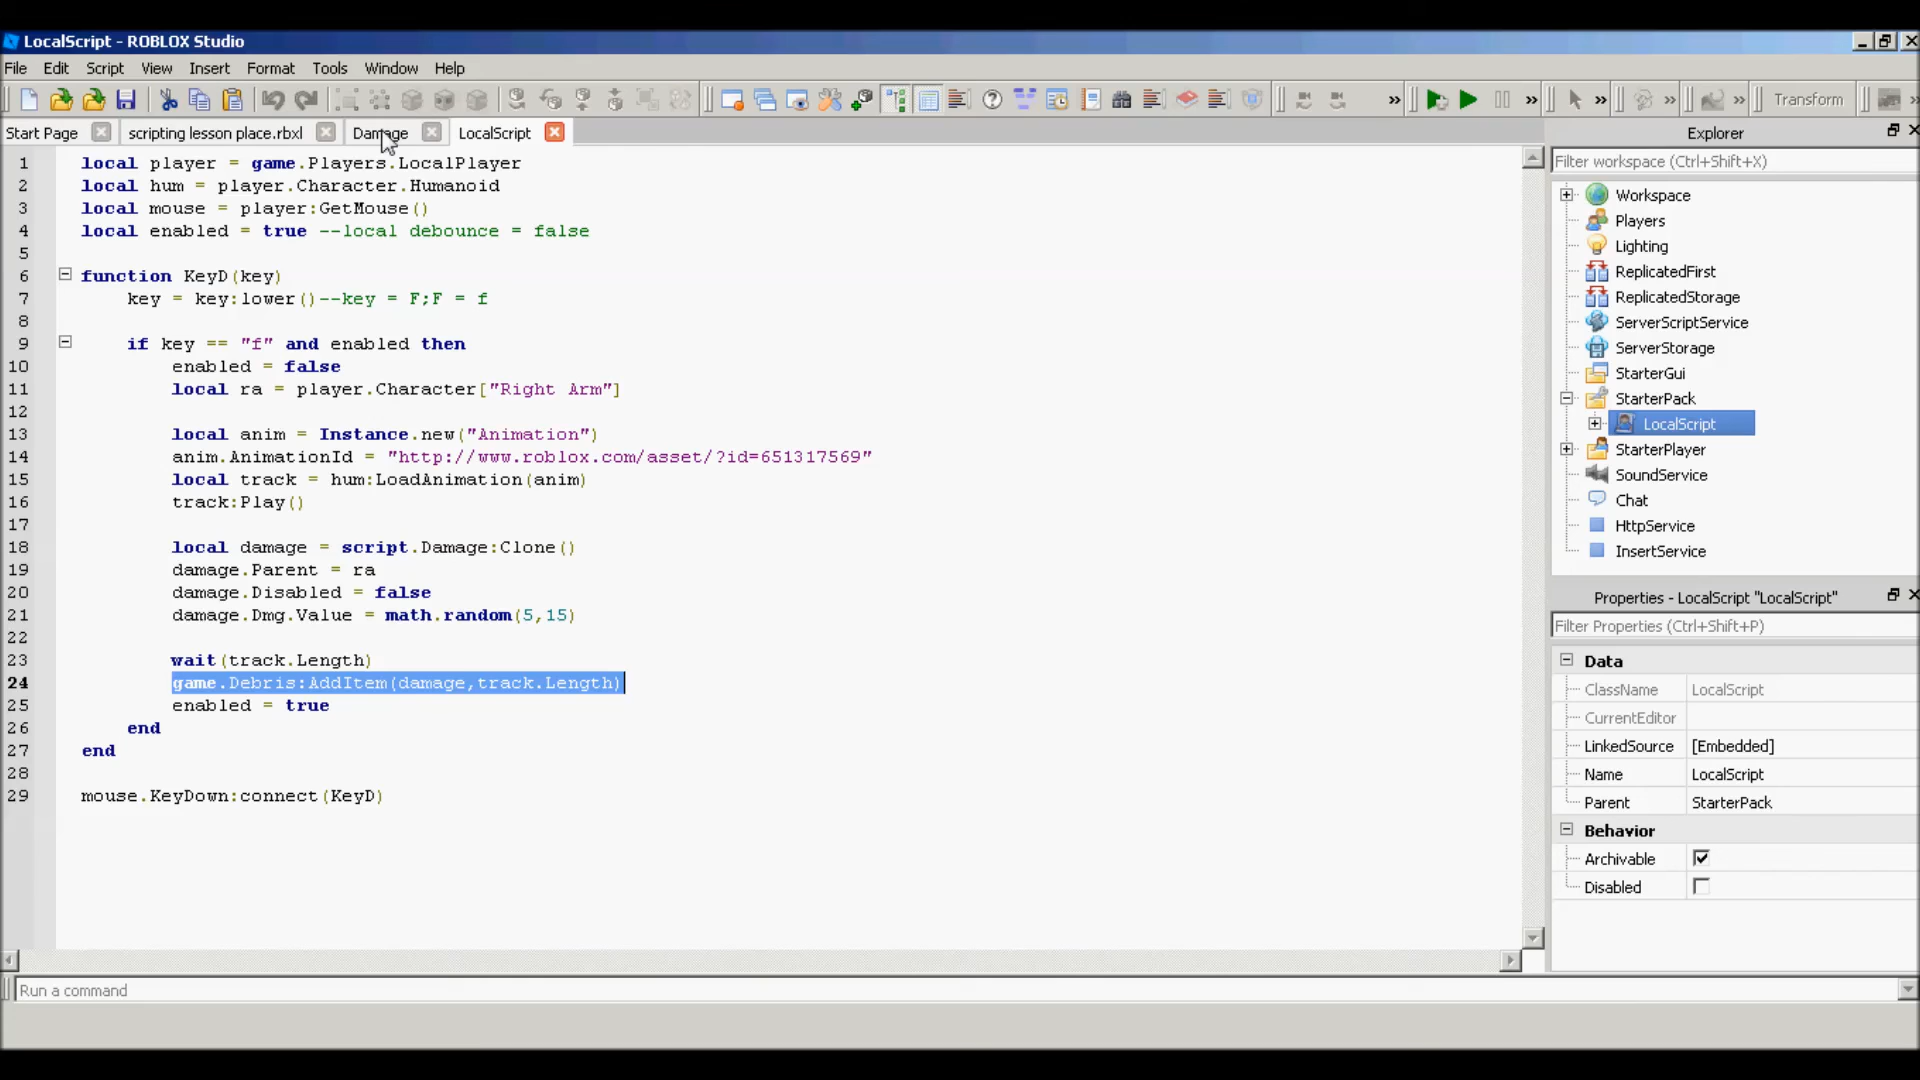 LocalScript - ROBLOX Studio
File Edit Script View Insert Format Tools Window Help
Transform
Start Page scripting lesson place.rbxl Damage LocalScript
1 local player = game.Players.LocalPlayer
2 local hum = player.Character.Humanoid
3 local mouse = player:GetMouse()
4 local enabled = true --local debounce = false
5
6 function KeyD(key)
7 key = key:lower()--key = F;F = f
8
9 if key == "f" and enabled then
10 enabled = false
11 local ra = player.Character["Right Arm"]
12
13 local anim = Instance.new("Animation")
14 anim.AnimationId = "http://www.roblox.com/asset/?id=651317569"
15 local track = hum:LoadAnimation(anim)
16 track:Play()
17
18 local damage = script.Damage:Clone()
19 damage.Parent = ra
20 damage.Disabled = false
21 damage.Dmg.Value = math.random(5,15)
22
23 wait(track.Length)
24 game.Debris:AddItem(damage,track.Length)
25 enabled = true
26 end
27 end
28
29 mouse.KeyDown:connect(KeyD)
Run a command
Explorer
Filter workspace (Ctrl+Shift+X)
Workspace
Players
Lighting
ReplicatedFirst
ReplicatedStorage
ServerScriptService
ServerStorage
StarterGui
StarterPack
LocalScript
StarterPlayer
SoundService
Chat
HttpService
InsertService
Properties - LocalScript "LocalScript"
Filter Properties (Ctrl+Shift+P)
Data
ClassName LocalScript
CurrentEditor
LinkedSource [Embedded]
Name LocalScript
Parent StarterPack
Behavior
Archivable
Disabled